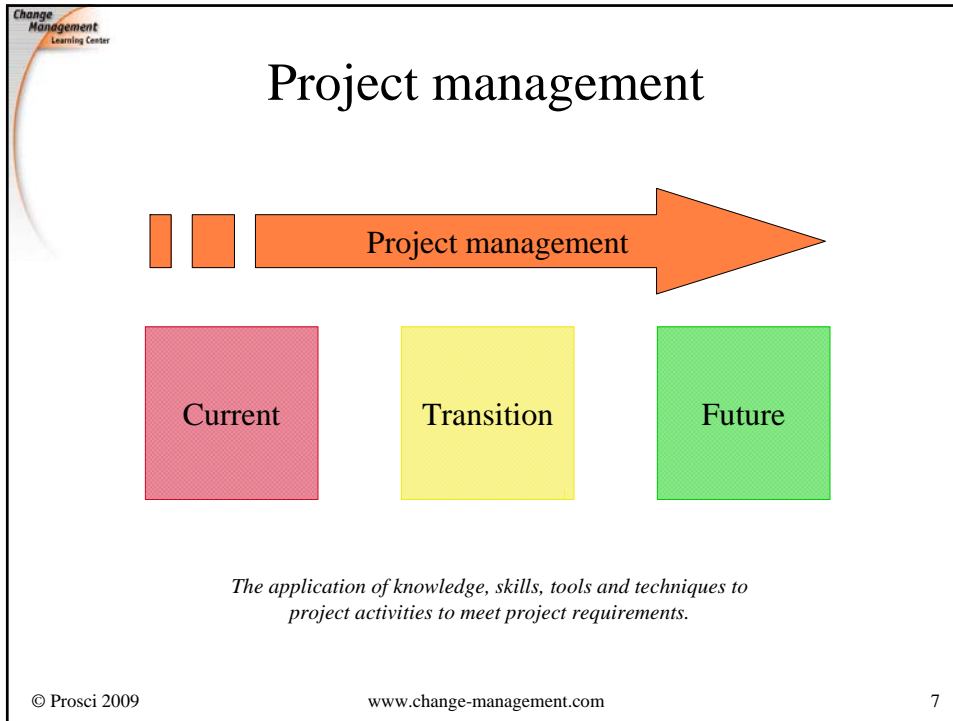 Change
Management
Learning Center
Project management
Project management
Current Transition Future
The application of knowledge, skills, tools and techniques to
project activities to meet project requirements.
© Prosci 2009 www.change-management.com 7